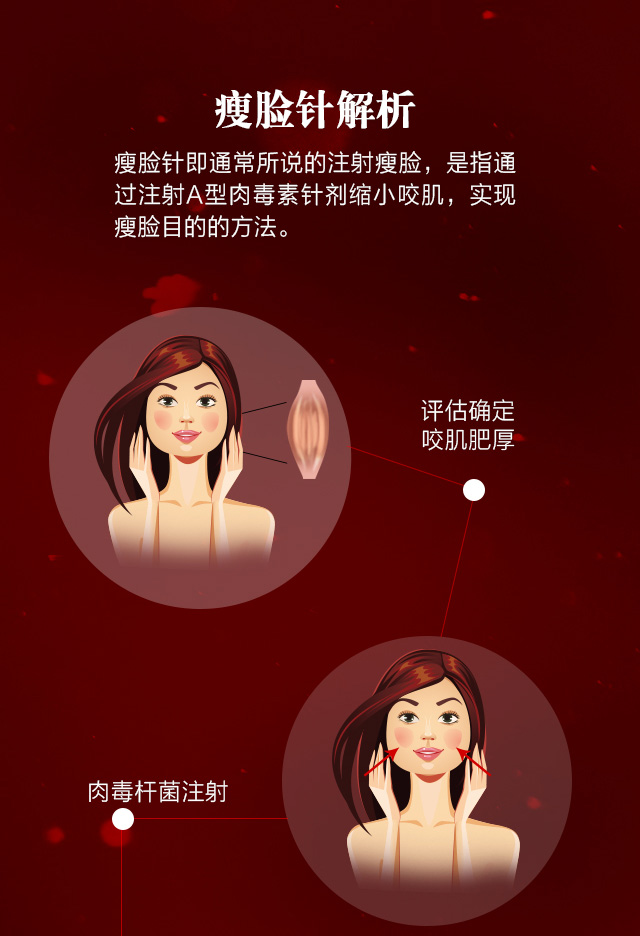 瘦脸针解析
瘦脸针即通常所说的注射瘦脸，是指通
过注射A型肉毒素针剂缩小咬肌，实现
瘦脸目的的方法。
评估确定
咬肌肥厚
肉毒杆菌注射